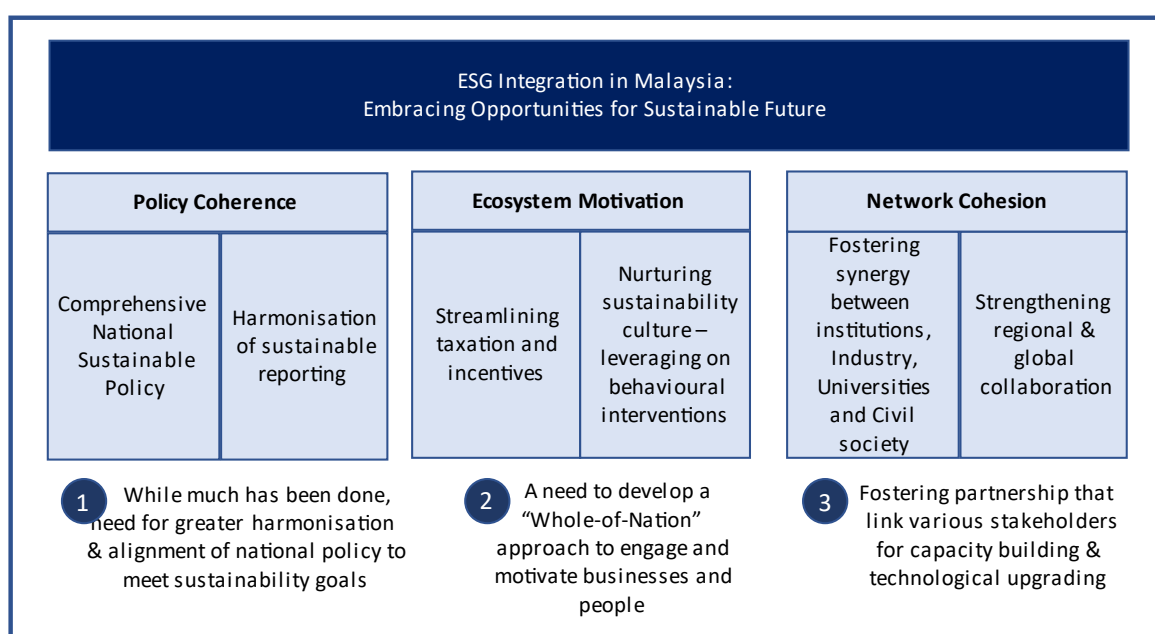 ESG Integration in Malaysia:
Embracing Opportunities for Sustainable Future
Policy Coherence
Comprehensive
National
Sustainable
Policy
Harmonisation
of sustainable
reporting
Ecosystem Motivation
Streamlining
taxation and
incentives
Nurturing
sustainability
culture –
leveraging on
behavioural
interventions
Network Cohesion
Fostering
synergy
between
institutions,
Industry,
Universities
and Civil
society
Strengthening
regional &
global
collaboration
1
While much has been done,
need for greater harmonisation
& alignment of national policy to
meet sustainability goals
2
A need to develop a
“Whole-of-Nation”
approach to engage and
motivate businesses and
people
3
Fostering partnership that
link various stakeholders
for capacity building &
technological upgrading